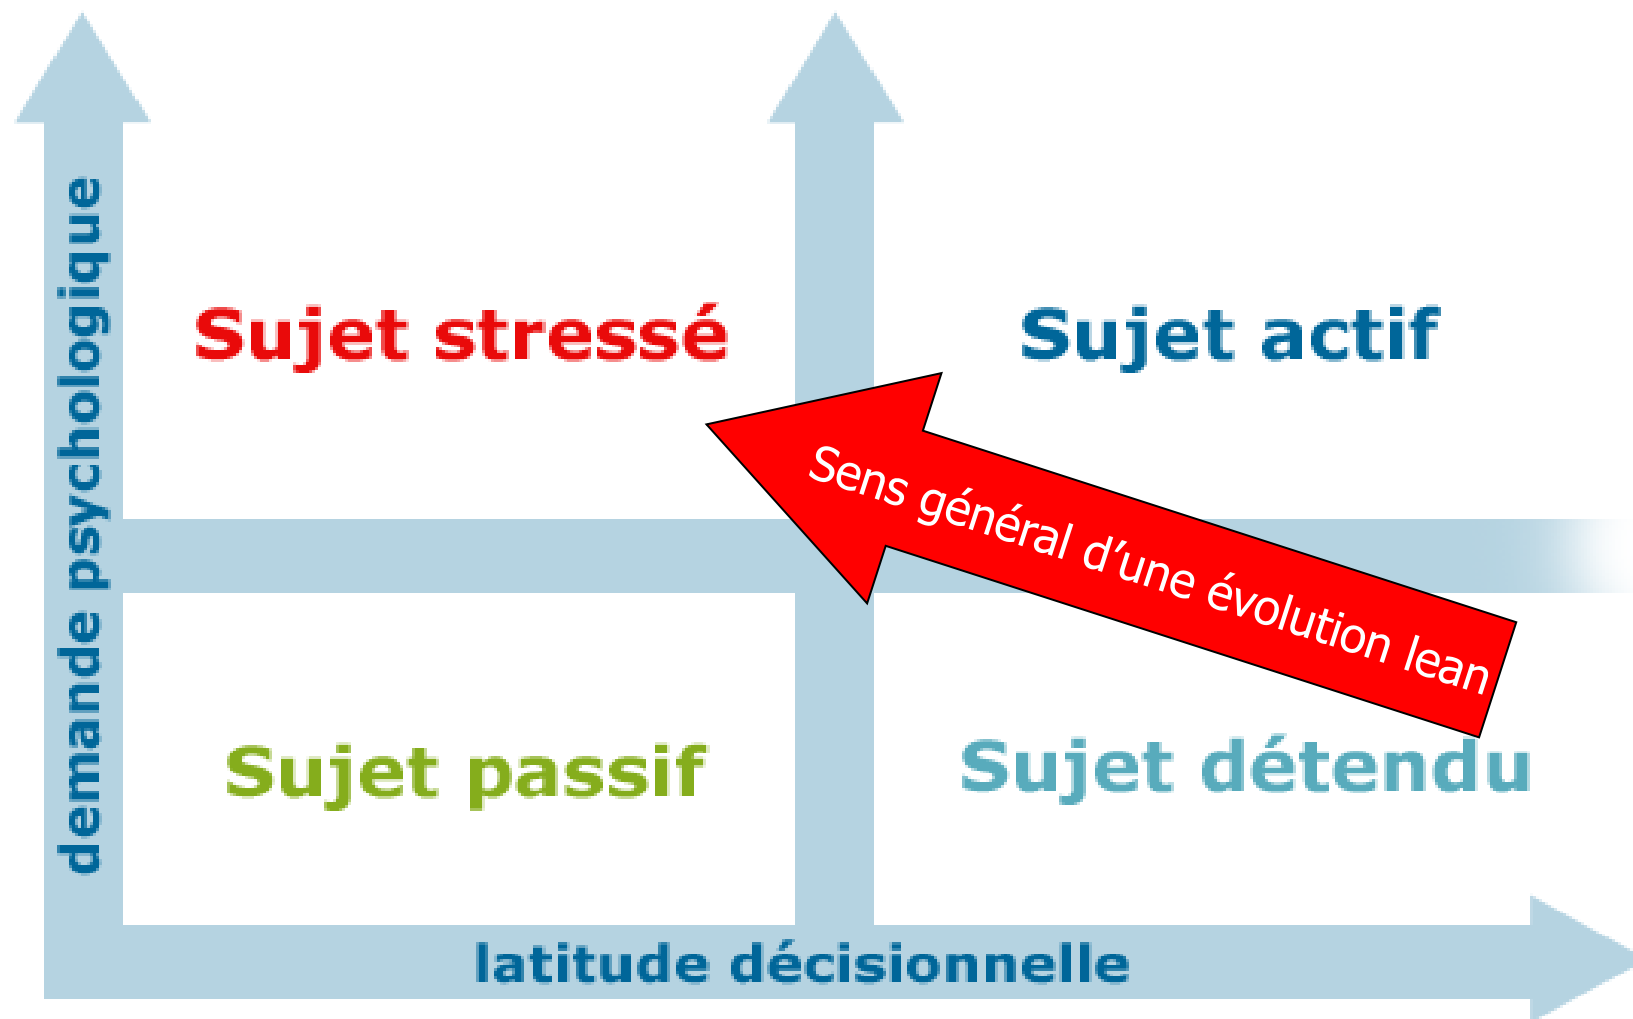 demande psychologique
Sujet stressé
Sujet actif
Sens général d’une évolution lean
Sujet passif
Sujet détendu
latitude décisionnelle